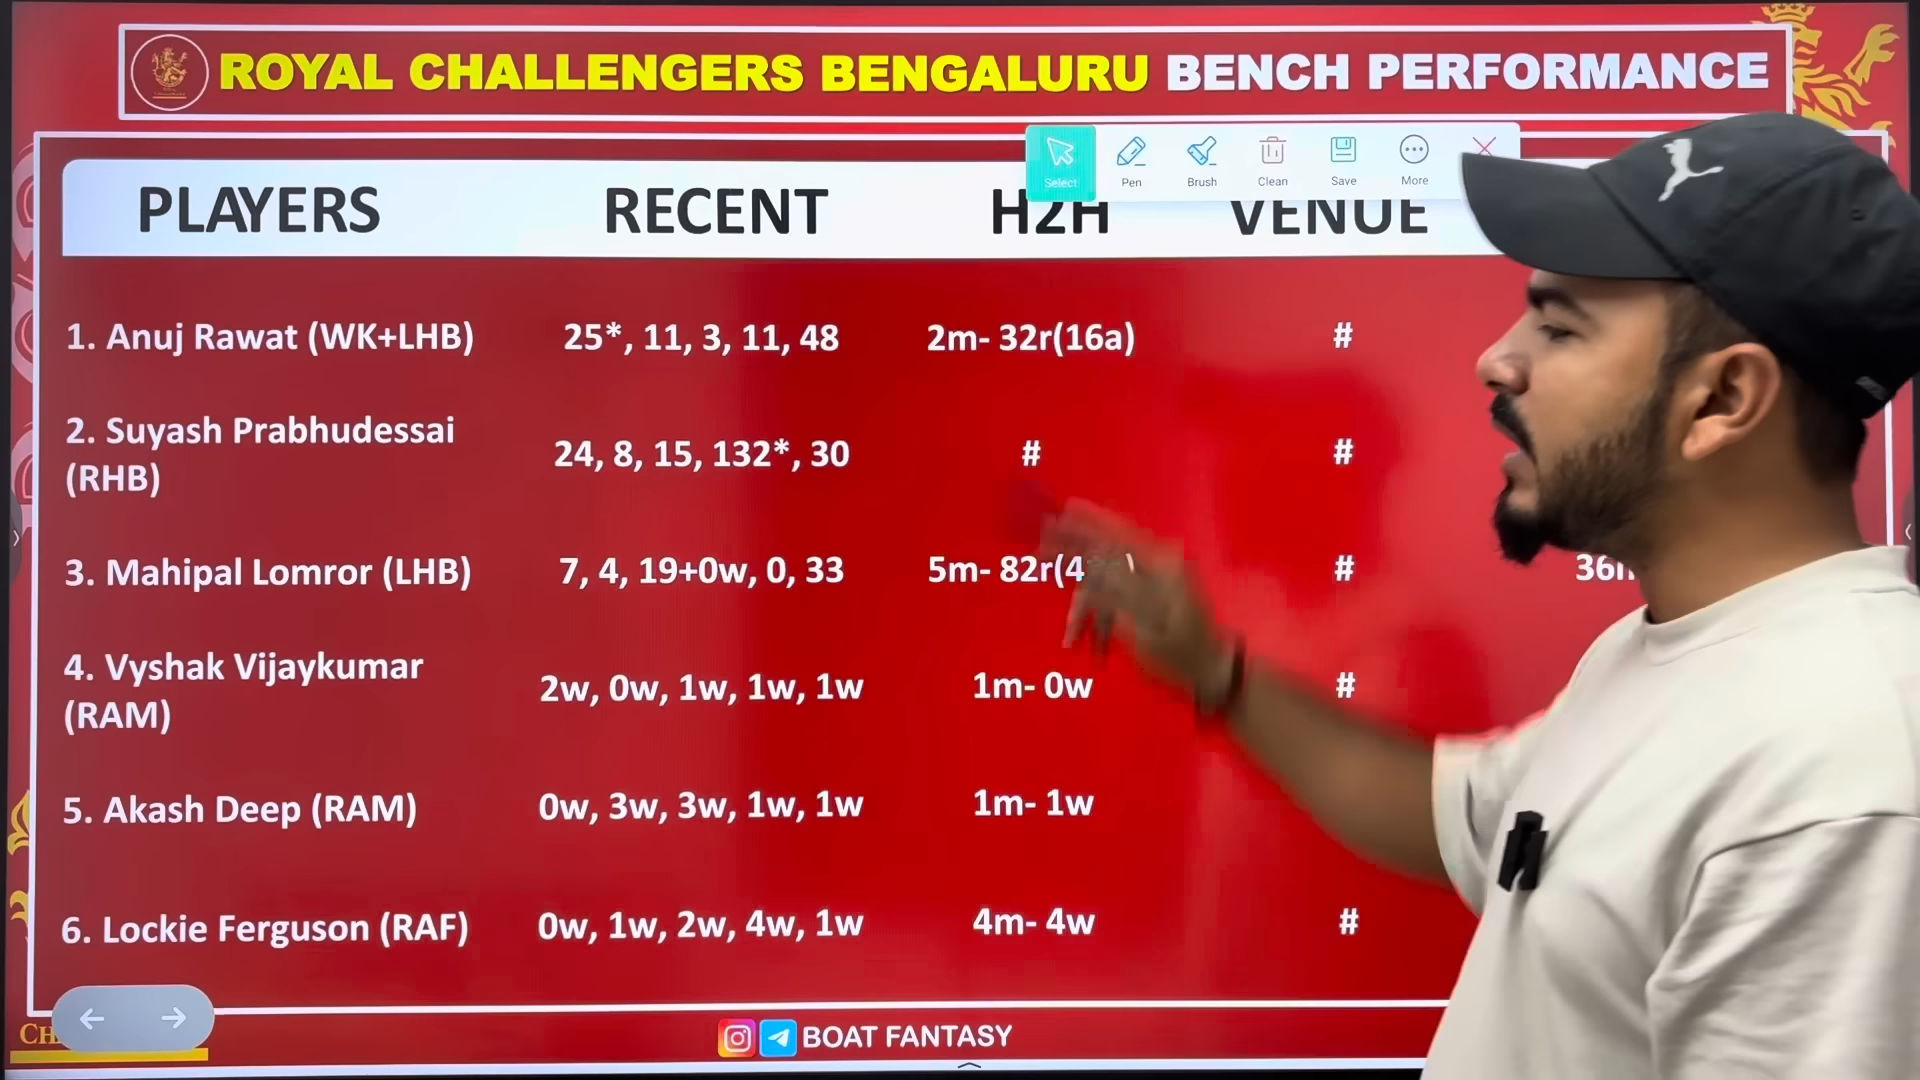 ROYAL CHALLENGERS BENGALURU BENCH PERFORMANCE
Select Pen Brush Clean Save More
PLAYERS RECENT H2H VENUE
1. Anuj Rawat (WK+LHB) 25*, 11, 3, 11, 48 2m- 32r(16a) #
2. Suyash Prabhudessai
(RHB) 24, 8, 15, 132*, 30 # #
3. Mahipal Lomror (LHB) 7, 4, 19+0w, 0, 33 5m- 82r(4 #
4. Vyshak Vijaykumar
(RAM) 2w, 0w, 1w, 1w, 1w 1m- 0w #
5. Akash Deep (RAM) 0w, 3w, 3w, 1w, 1w 1m- 1w
6. Lockie Ferguson (RAF) 0w, 1w, 2w, 4w, 1w 4m- 4w #
BOAT FANTASY